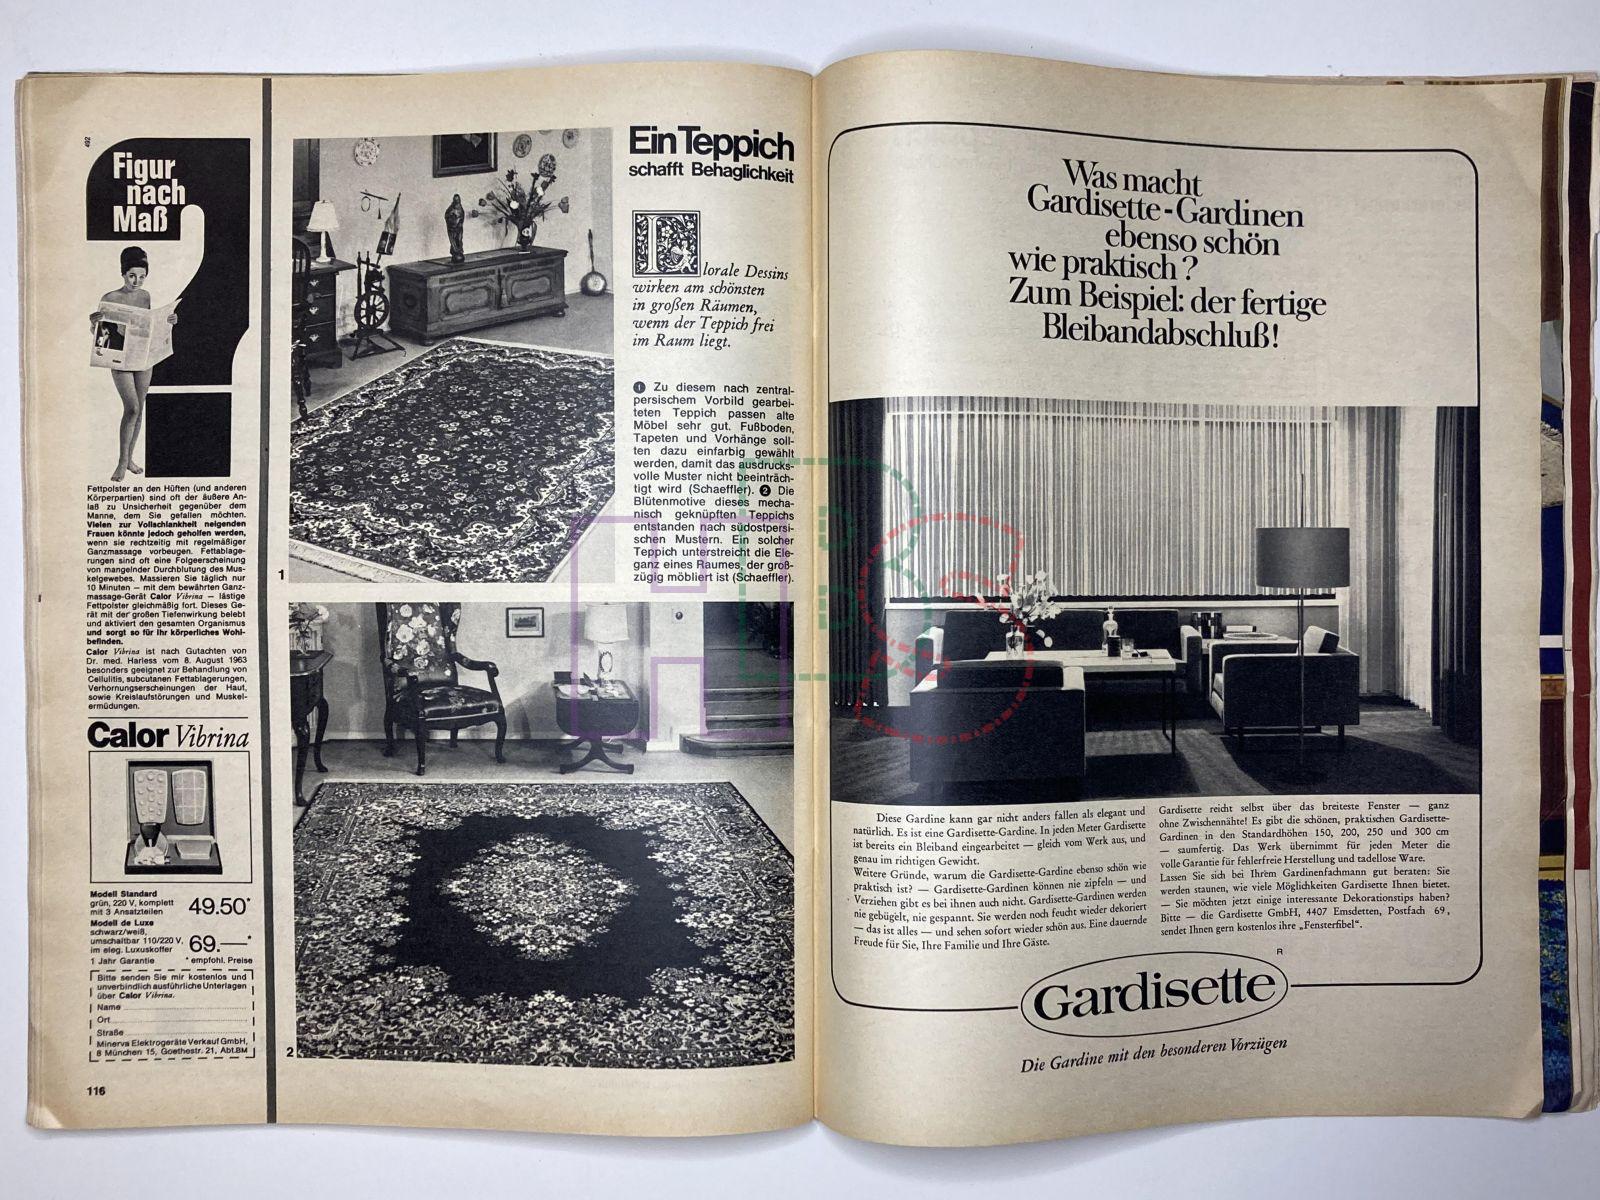 492
Figur
nach
Maß
Fettpolster an den Hüften (und anderen
Körperpartien) sind oft der äußere An-
laß zu Unsicherheit gegenüber dem
Manne, dem Sie gefallen möchten.
Vielen zur Vollschlankheit neigenden
Frauen könnte jedoch geholfen werden,
wenn sie rechtzeitig mit regelmäßiger
Ganzmassage vorbeugen. Fettablage-
rungen sind oft eine Folgeerscheinung
von mangelnder Durchblutung des Mus-
kelgewebes. Massieren Sie täglich nur
10 Minuten — mit dem bewährten Ganz-
massage-Gerät Calor Vibrina — lästige
Fettpolster gleichmäßig fort. Dieses Ge-
rät mit der großen Tiefenwirkung belebt
und aktiviert den gesamten Organismus
und sorgt so für Ihr körperliches Wohl-
befinden.
Calor Vibrina ist nach Gutachten von
Dr. med. Harless vom 8. August 1963
besonders geeignet zur Behandlung von
Cellulitis, subcutanen Fettablagerungen,
Verhornungserscheinungen der Haut,
sowie Kreislaufstörungen und Muskel-
ermüdungen.
Calor Vibrina
Modell Standard
grün, 220 V, komplett
mit 3 Ansatzteilen
49.50*
Modell de Luxe
schwarz/weiß,
umschaltbar 110/220 V,
im eleg. Luxuskoffer
69.—*
1 Jahr Garantie * empfohl. Preise
Bitte senden Sie mir kostenlos und
unverbindlich ausführliche Unterlagen
über Calor Vibrina.
Name
Ort
Straße
Minerva Elektrogeräte Verkauf GmbH,
8 München 15, Goethestr. 21, Abt.BM
116
1
2
Ein Teppich
schafft Behaglichkeit
Florale Dessins
wirken am schönsten
in großen Räumen,
wenn der Teppich frei
im Raum liegt.
1 Zu diesem nach zentral-
persischem Vorbild gearbei-
teten Teppich passen alte
Möbel sehr gut. Fußboden,
Tapeten und Vorhänge soll-
ten dazu einfarbig gewählt
werden, damit das ausdrucks-
volle Muster nicht beeinträch-
tigt wird (Schaeffler). 2 Die
Blütenmotive dieses mecha-
nisch geknüpften Teppichs
entstanden nach südostpersi-
schen Mustern. Ein solcher
Teppich unterstreicht die Ele-
ganz eines Raumes, der groß-
zügig möbliert ist (Schaeffler).
Was macht
Gardisette-Gardinen
ebenso schön
wie praktisch?
Zum Beispiel: der fertige
Bleibandabschluß!
Diese Gardine kann gar nicht anders fallen als elegant und
natürlich. Es ist eine Gardisette-Gardine. In jeden Meter Gardisette
ist bereits ein Bleiband eingearbeitet — gleich vom Werk aus, und
genau im richtigen Gewicht.
Weitere Gründe, warum die Gardisette-Gardine ebenso schön wie
praktisch ist? — Gardisette-Gardinen können nie zipfeln — und
Verziehen gibt es bei ihnen auch nicht. Gardisette-Gardinen werden
nie gebügelt, nie gespannt. Sie werden noch feucht wieder dekoriert
— das ist alles — und sehen sofort wieder schön aus. Eine dauernde
Freude für Sie, Ihre Familie und Ihre Gäste.
Gardisette reicht selbst über das breiteste Fenster — ganz
ohne Zwischennähte! Es gibt die schönen, praktischen Gardisette-
Gardinen in den Standardhöhen 150, 200, 250 und 300 cm
— saumfertig. Das Werk übernimmt für jeden Meter die
volle Garantie für fehlerfreie Herstellung und tadellose Ware.
Lassen Sie sich bei Ihrem Gardinenfachmann gut beraten: Sie
werden staunen, wie viele Möglichkeiten Gardisette Ihnen bietet.
— Sie möchten jetzt einige interessante Dekorationstips haben?
Bitte — die Gardisette GmbH, 4407 Emsdetten, Postfach 69,
sendet Ihnen gern kostenlos ihre „Fensterfibel“.
R
Gardisette
Die Gardine mit den besonderen Vorzügen